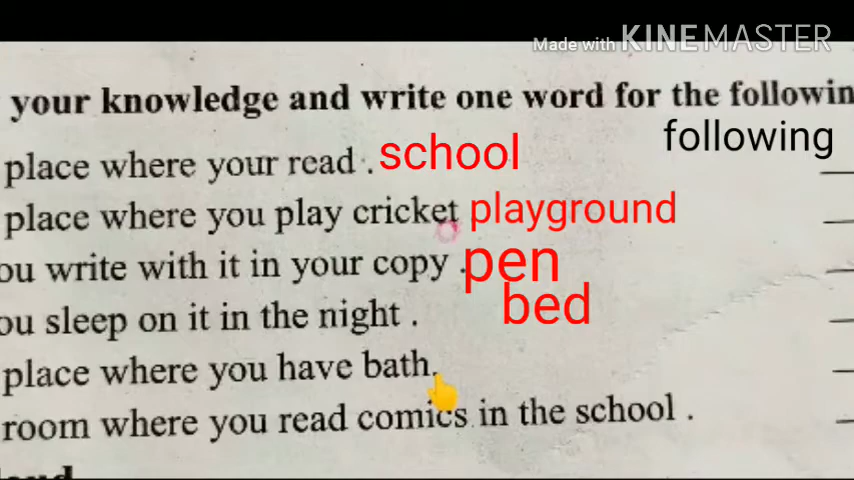 Made with KINEMASTER
your knowledge and write one word for the followin
following
place where your read . school
place where you play cricket playground
ou write with it in your copy . pen
bed
ou sleep on it in the night .
place where you have bath.
room where you read comics in the school .